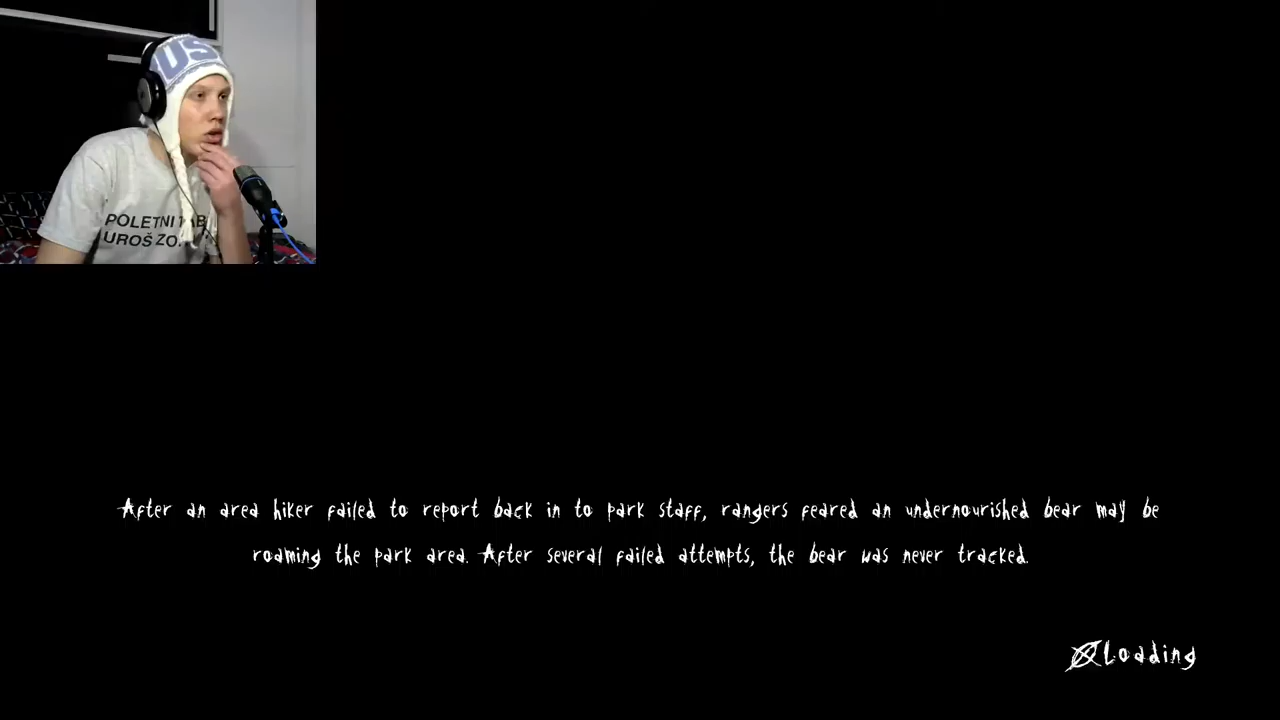 US
POLETNI TAB
UROŠ ZO
After an area hiker failed to report back in to park staff, rangers feared an undernourished bear may be
roaming the park area. After several failed attempts, the bear was never tracked.
Loading